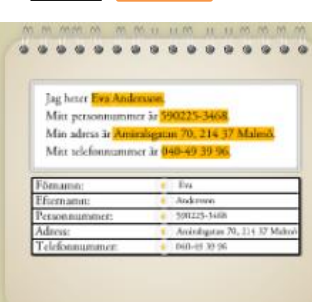 Jag heter Eva Andersson.
Mitt personnummer är 590225-3468.
Min adress är Amiralsgatan 70, 214 37 Malmö.
Mitt telefonnummer är 040-49 39 96.
Förnamn: Eva
Efternamn: Andersson
Personnummer: 590225-3468
Adress: Amiralsgatan 70, 214 37 Malmö
Telefonnummer: 040-49 39 96